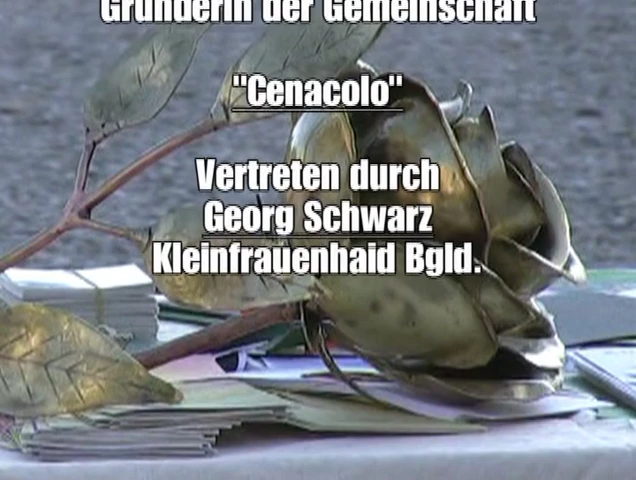 Gründerin der Gemeinschaft
"Cenacolo"
Vertreten durch
Georg Schwarz
Kleinfrauenhaid Bgld.